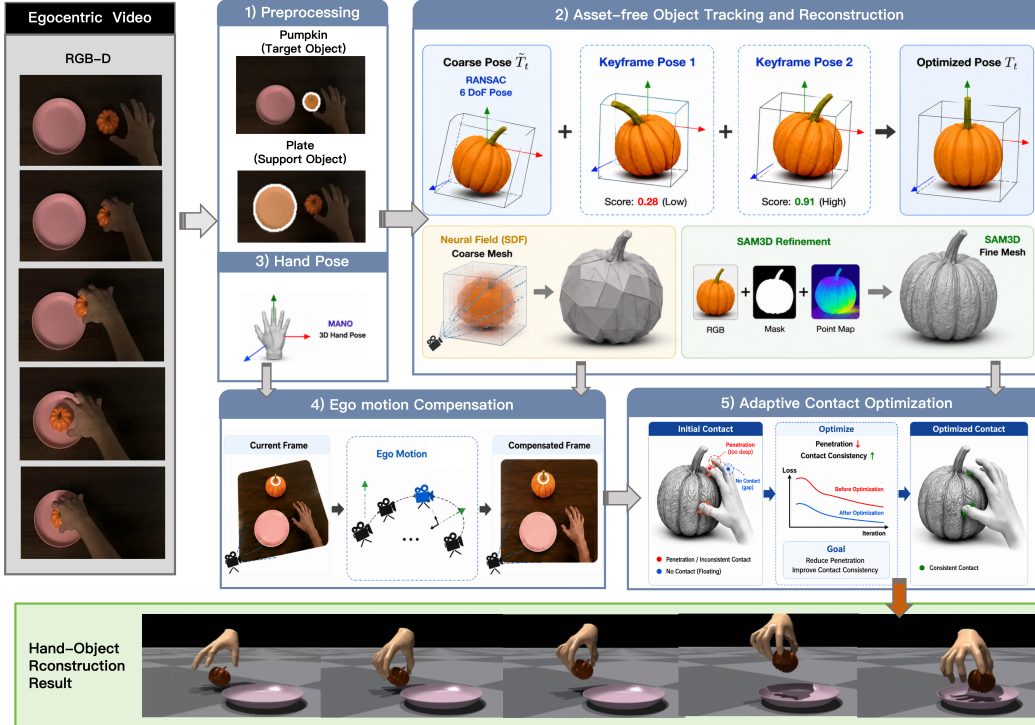 Egocentric Video
RGB-D
1) Preprocessing
Pumpkin
(Target Object)
Plate
(Support Object)
3) Hand Pose
MANO
3D Hand Pose
2) Asset-free Object Tracking and Reconstruction
Coarse Pose T̃t
RANSAC
6 DoF Pose
+
Keyframe Pose 1
Score: 0.28 (Low)
+
Keyframe Pose 2
Score: 0.91 (High)
Optimized Pose Tt
Neural Field (SDF)
Coarse Mesh
SAM3D Refinement
RGB
+
Mask
+
Point Map
SAM3D
Fine Mesh
4) Ego motion Compensation
Current Frame
Ego Motion
...
Compensated Frame
5) Adaptive Contact Optimization
Initial Contact
Penetration
(too deep)
No Contact
(gap)
Penetration / Inconsistent Contact
No Contact (Floating)
Optimize
Penetration ↓
Contact Consistency ↑
Loss
Before Optimization
After Optimization
Iteration
Goal
Reduce Penetration
Improve Contact Consistency
Optimized Contact
Consistent Contact
Hand-Object
Rconstruction
Result